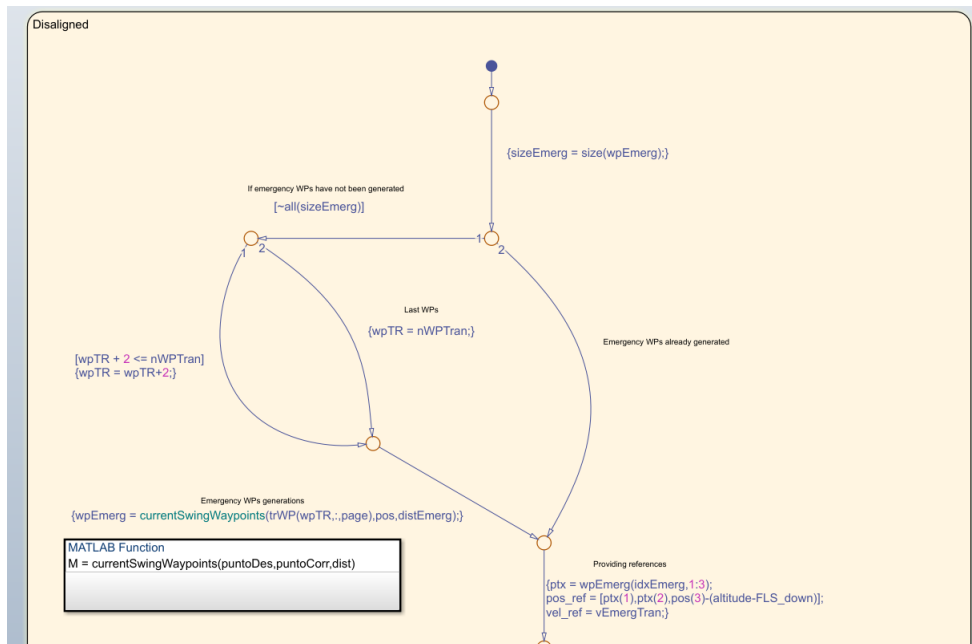 Disaligned
{sizeEmerg = size(wpEmerg);}
If emergency WPs have not been generated
[~all(sizeEmerg)]
1
2
1
2
Last WPs
{wpTR = nWPTran;}
Emergency WPs already generated
[wpTR + 2 <= nWPTran]
{wpTR = wpTR+2;}
Emergency WPs generations
{wpEmerg = currentSwingWaypoints(trWP(wpTR,:,page),pos,distEmerg);}
MATLAB Function
M = currentSwingWaypoints(puntoDes,puntoCorr,dist)
Providing references
{ptx = wpEmerg(idxEmerg,1:3);
pos_ref = [ptx(1),ptx(2),pos(3)-(altitude-FLS_down)];
vel_ref = vEmergTran;}